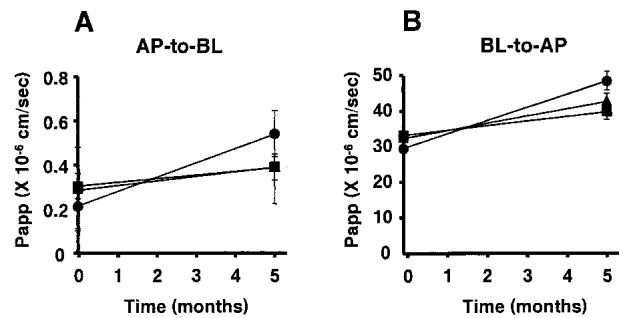 A
AP-to-BL
Papp (X 10⁻⁶ cm/sec)
0.8
0.6
0.4
0.2
0
0 1 2 3 4 5
Time (months)
B
BL-to-AP
Papp (X 10⁻⁶ cm/sec)
50
40
30
20
10
0
0 1 2 3 4 5
Time (months)